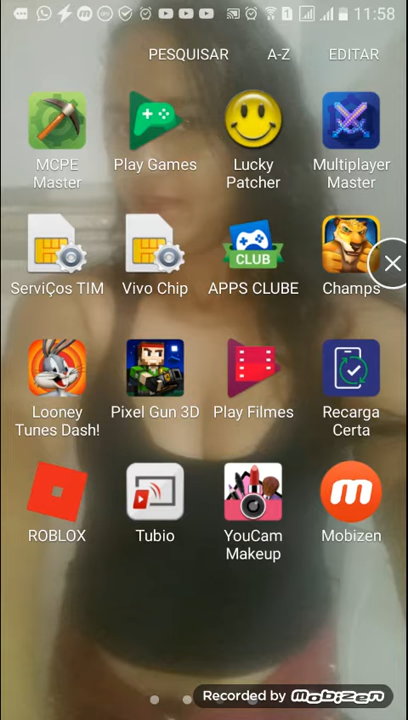 11:58
PESQUISAR A-Z EDITAR
MCPE Master
Play Games
Lucky Patcher
Multiplayer Master
ServiÇos TIM
Vivo Chip
CLUB
APPS CLUBE
Champs
Looney Tunes Dash!
Pixel Gun 3D
Play Filmes
Recarga Certa
ROBLOX
Tubio
YouCam Makeup
m
Mobizen
Recorded by mobizen